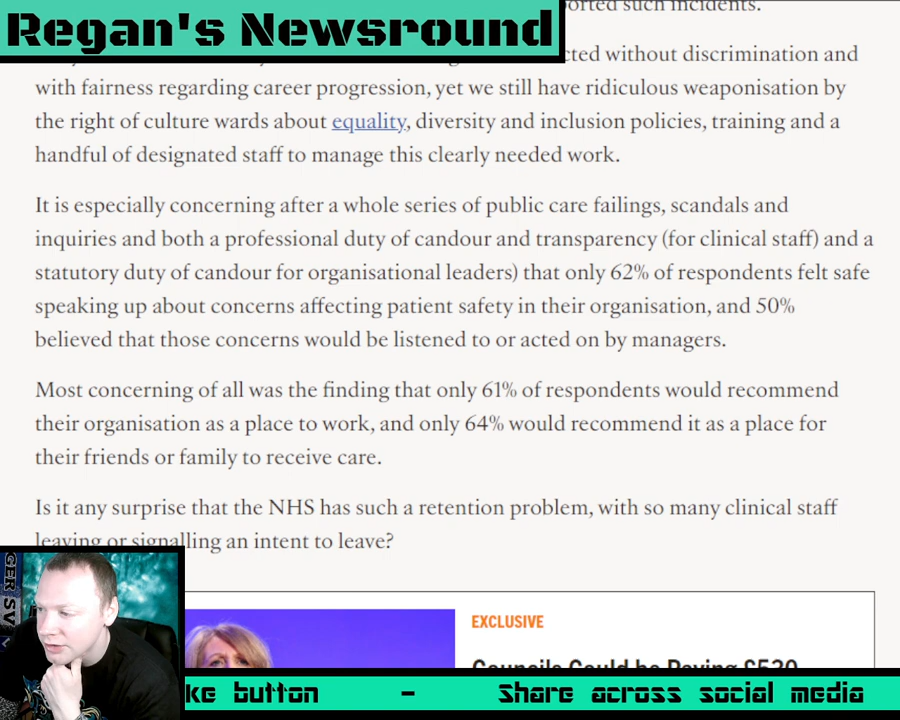 Regan's Newsround
orted such incidents.
cted without discrimination and
with fairness regarding career progression, yet we still have ridiculous weaponisation by
the right of culture wards about equality, diversity and inclusion policies, training and a
handful of designated staff to manage this clearly needed work.
It is especially concerning after a whole series of public care failings, scandals and
inquiries and both a professional duty of candour and transparency (for clinical staff) and a
statutory duty of candour for organisational leaders) that only 62% of respondents felt safe
speaking up about concerns affecting patient safety in their organisation, and 50%
believed that those concerns would be listened to or acted on by managers.
Most concerning of all was the finding that only 61% of respondents would recommend
their organisation as a place to work, and only 64% would recommend it as a place for
their friends or family to receive care.
Is it any surprise that the NHS has such a retention problem, with so many clinical staff
leaving or signalling an intent to leave?
EXCLUSIVE
Councils Could be Paying £530
ke button - Share across social media